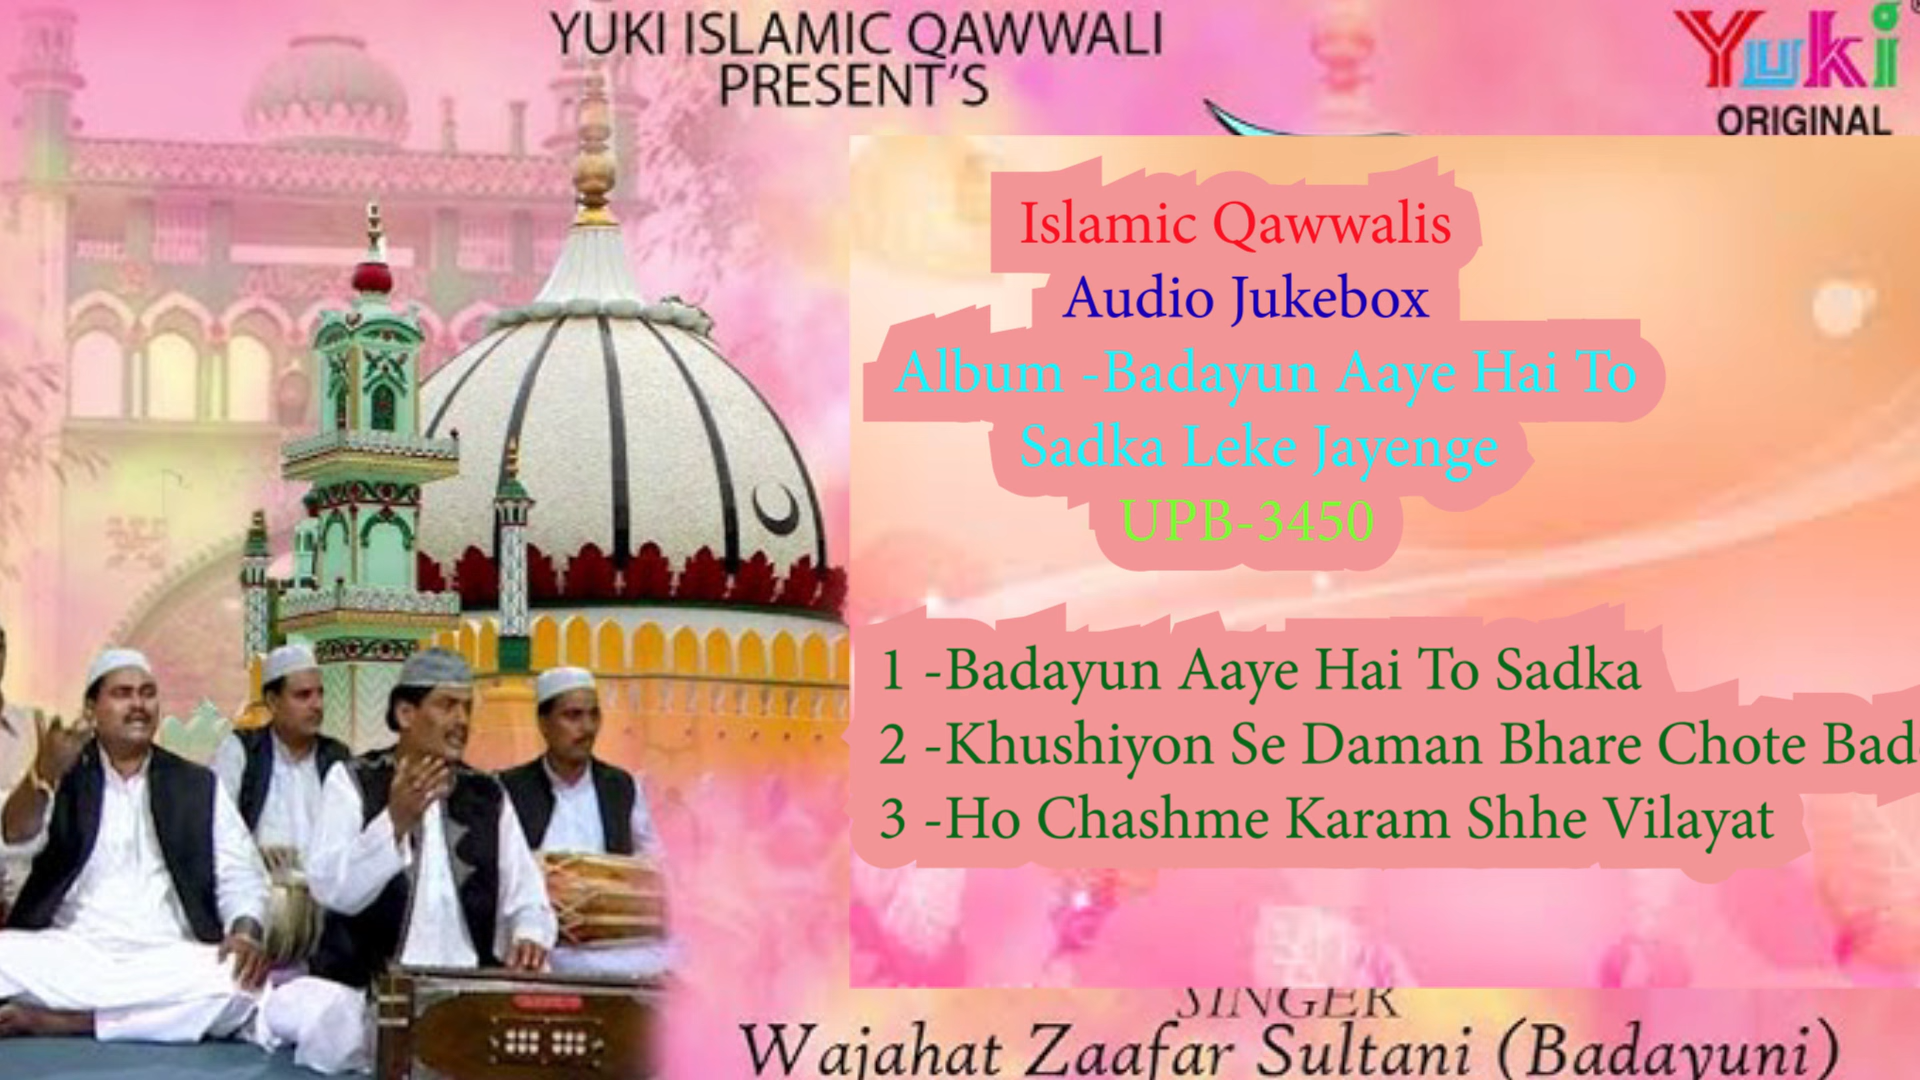 YUKI ISLAMIC QAWWALI
PRESENT'S
Yuki
ORIGINAL
Islamic Qawwalis
Audio Jukebox
Album -Badayun Aaye Hai To
Sadka Leke Jayenge
UPB-3450
1 -Badayun Aaye Hai To Sadka
2 -Khushiyon Se Daman Bhare Chote Bad
3 -Ho Chashme Karam Shhe Vilayat
SINGER
Wajahat Zaafar Sultani (Badayuni)